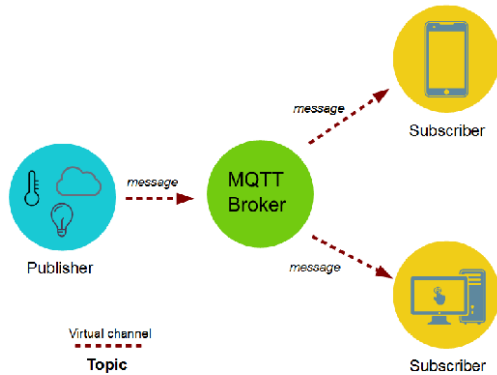 message
Subscriber
message
MQTT
Broker
Publisher
message
Subscriber
Virtual channel
Topic